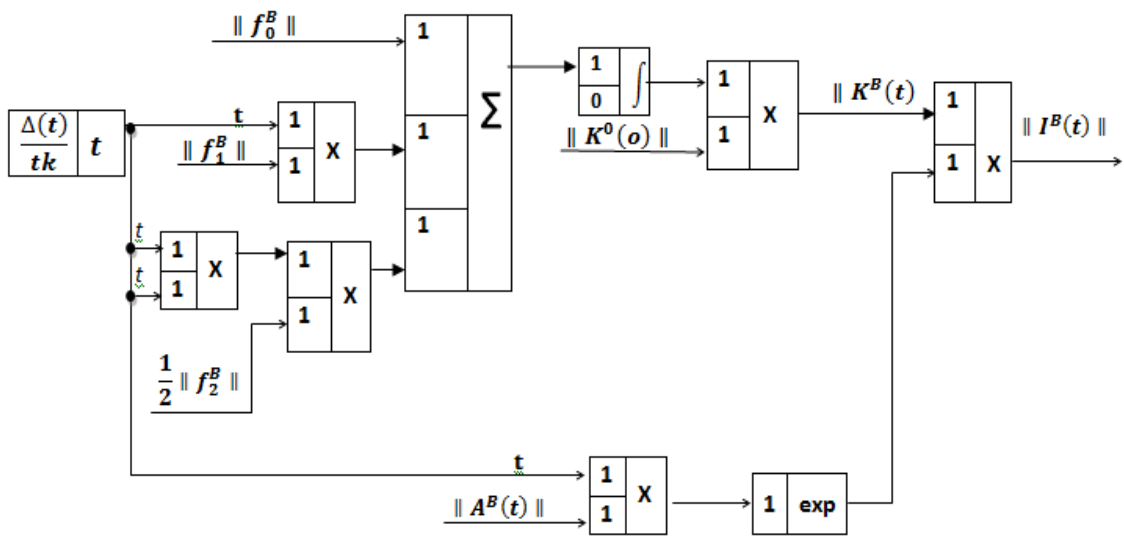 ‖ f₀ᴮ ‖
1
Σ
1
0
∫
1
X
1
‖ Kᴮ(t)
1
X
1
‖ Iᴮ(t) ‖
Δ(t)
tk
t
t
‖ f₁ᴮ ‖
1
X
1
1
‖ K⁰(o) ‖
t
t
1
X
1
1
X
1
1
1/2 ‖ f₂ᴮ ‖
t
‖ Aᴮ(t) ‖
1
X
1
1
exp